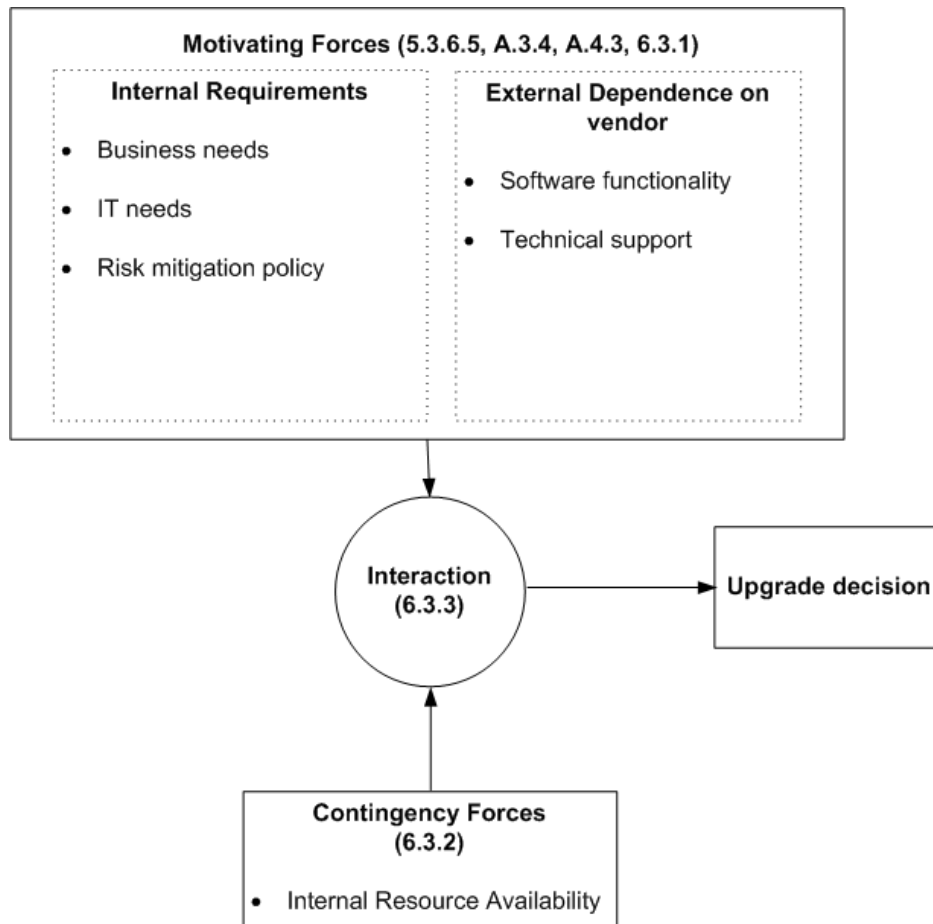 Motivating Forces (5.3.6.5, A.3.4, A.4.3, 6.3.1)
Internal Requirements
• Business needs
• IT needs
• Risk mitigation policy
External Dependence on
vendor
• Software functionality
• Technical support
Interaction
(6.3.3)
Upgrade decision
Contingency Forces
(6.3.2)
• Internal Resource Availability